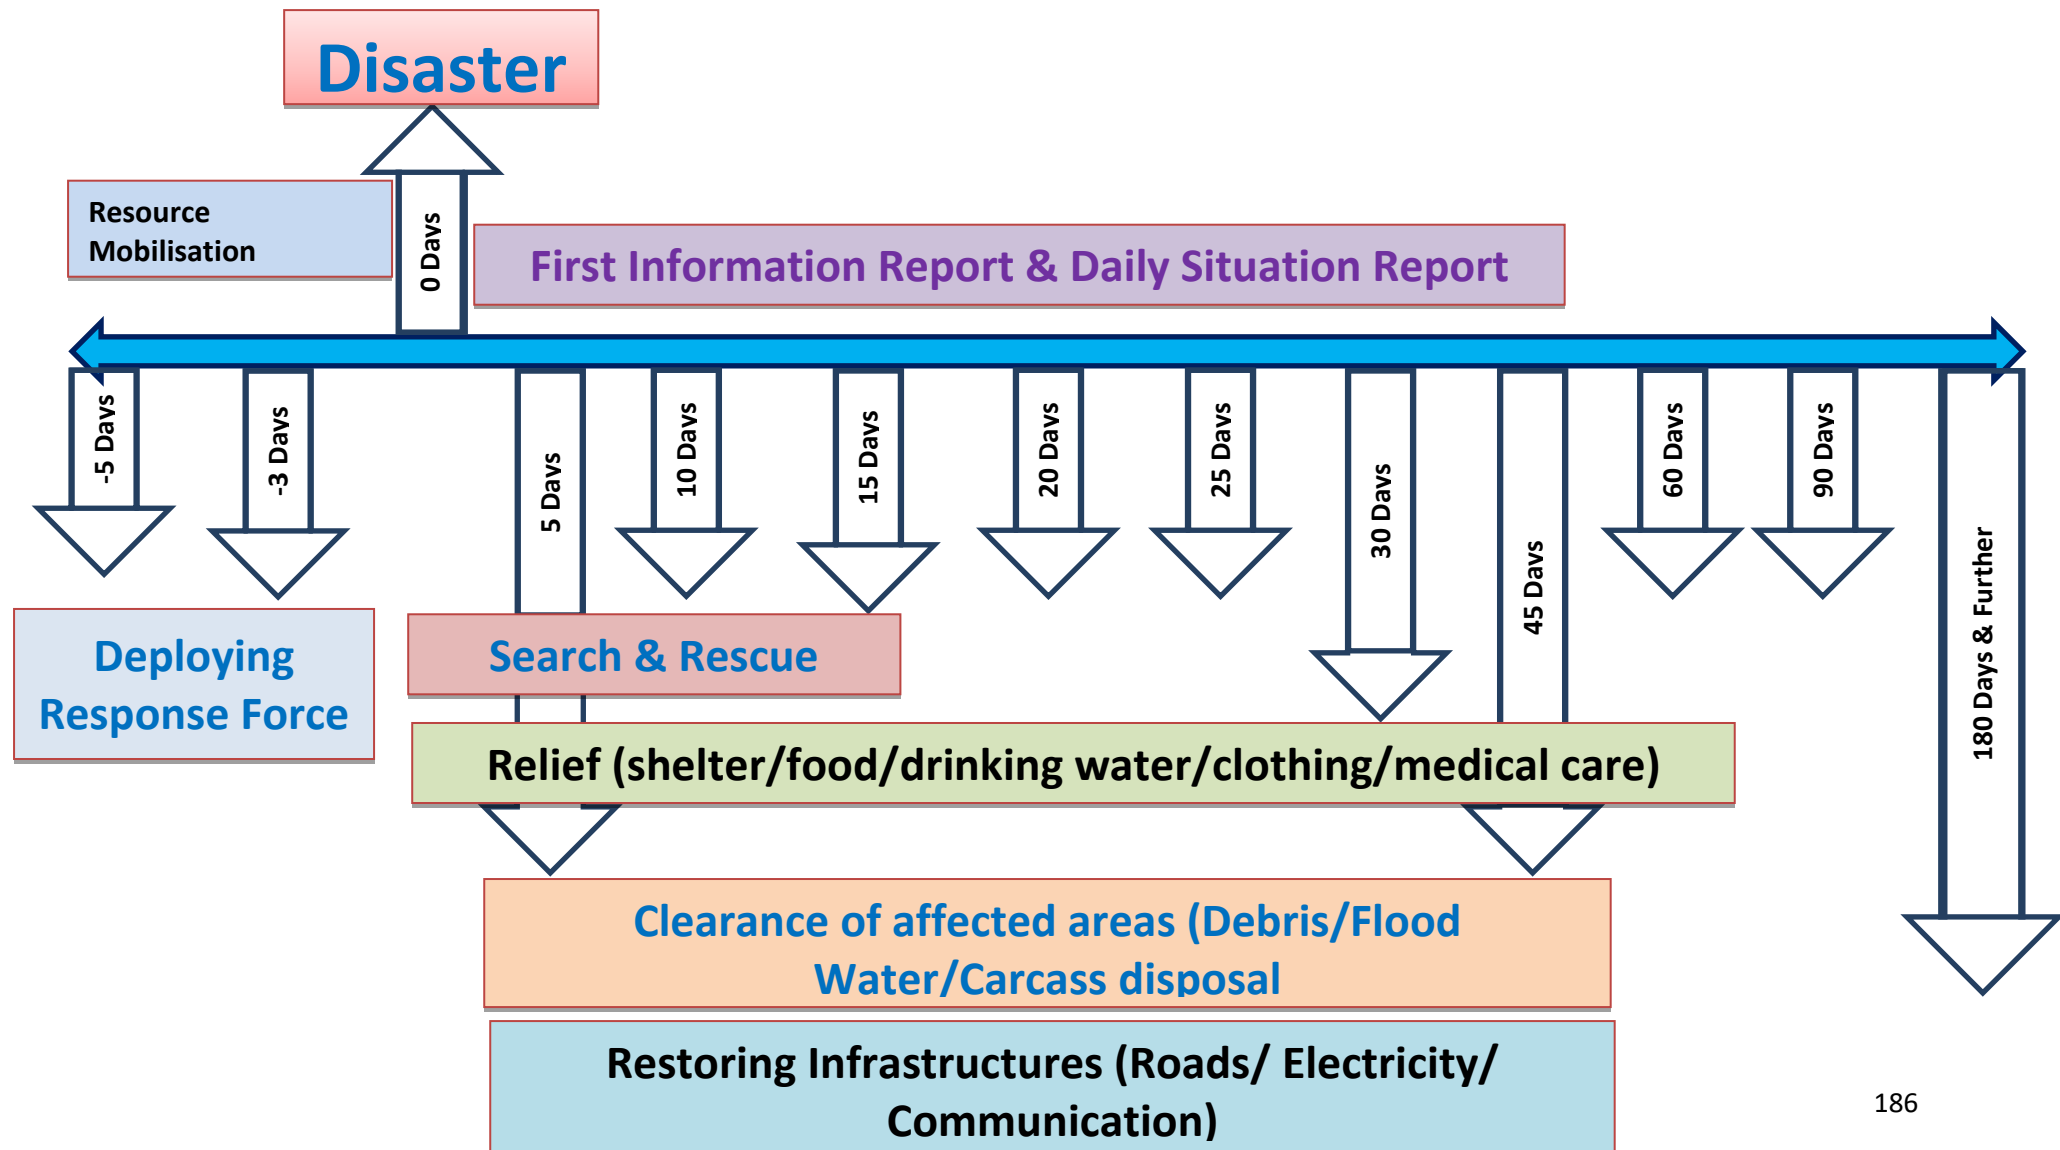 Disaster
Resource
Mobilisation
0 Days
First Information Report & Daily Situation Report
-5 Days
-3 Days
5 Days
10 Days
15 Days
20 Days
25 Days
30 Days
45 Days
60 Days
90 Days
180 Days & Further
Deploying
Response Force
Search & Rescue
Relief (shelter/food/drinking water/clothing/medical care)
Clearance of affected areas (Debris/Flood
Water/Carcass disposal
Restoring Infrastructures (Roads/ Electricity/
Communication)
186